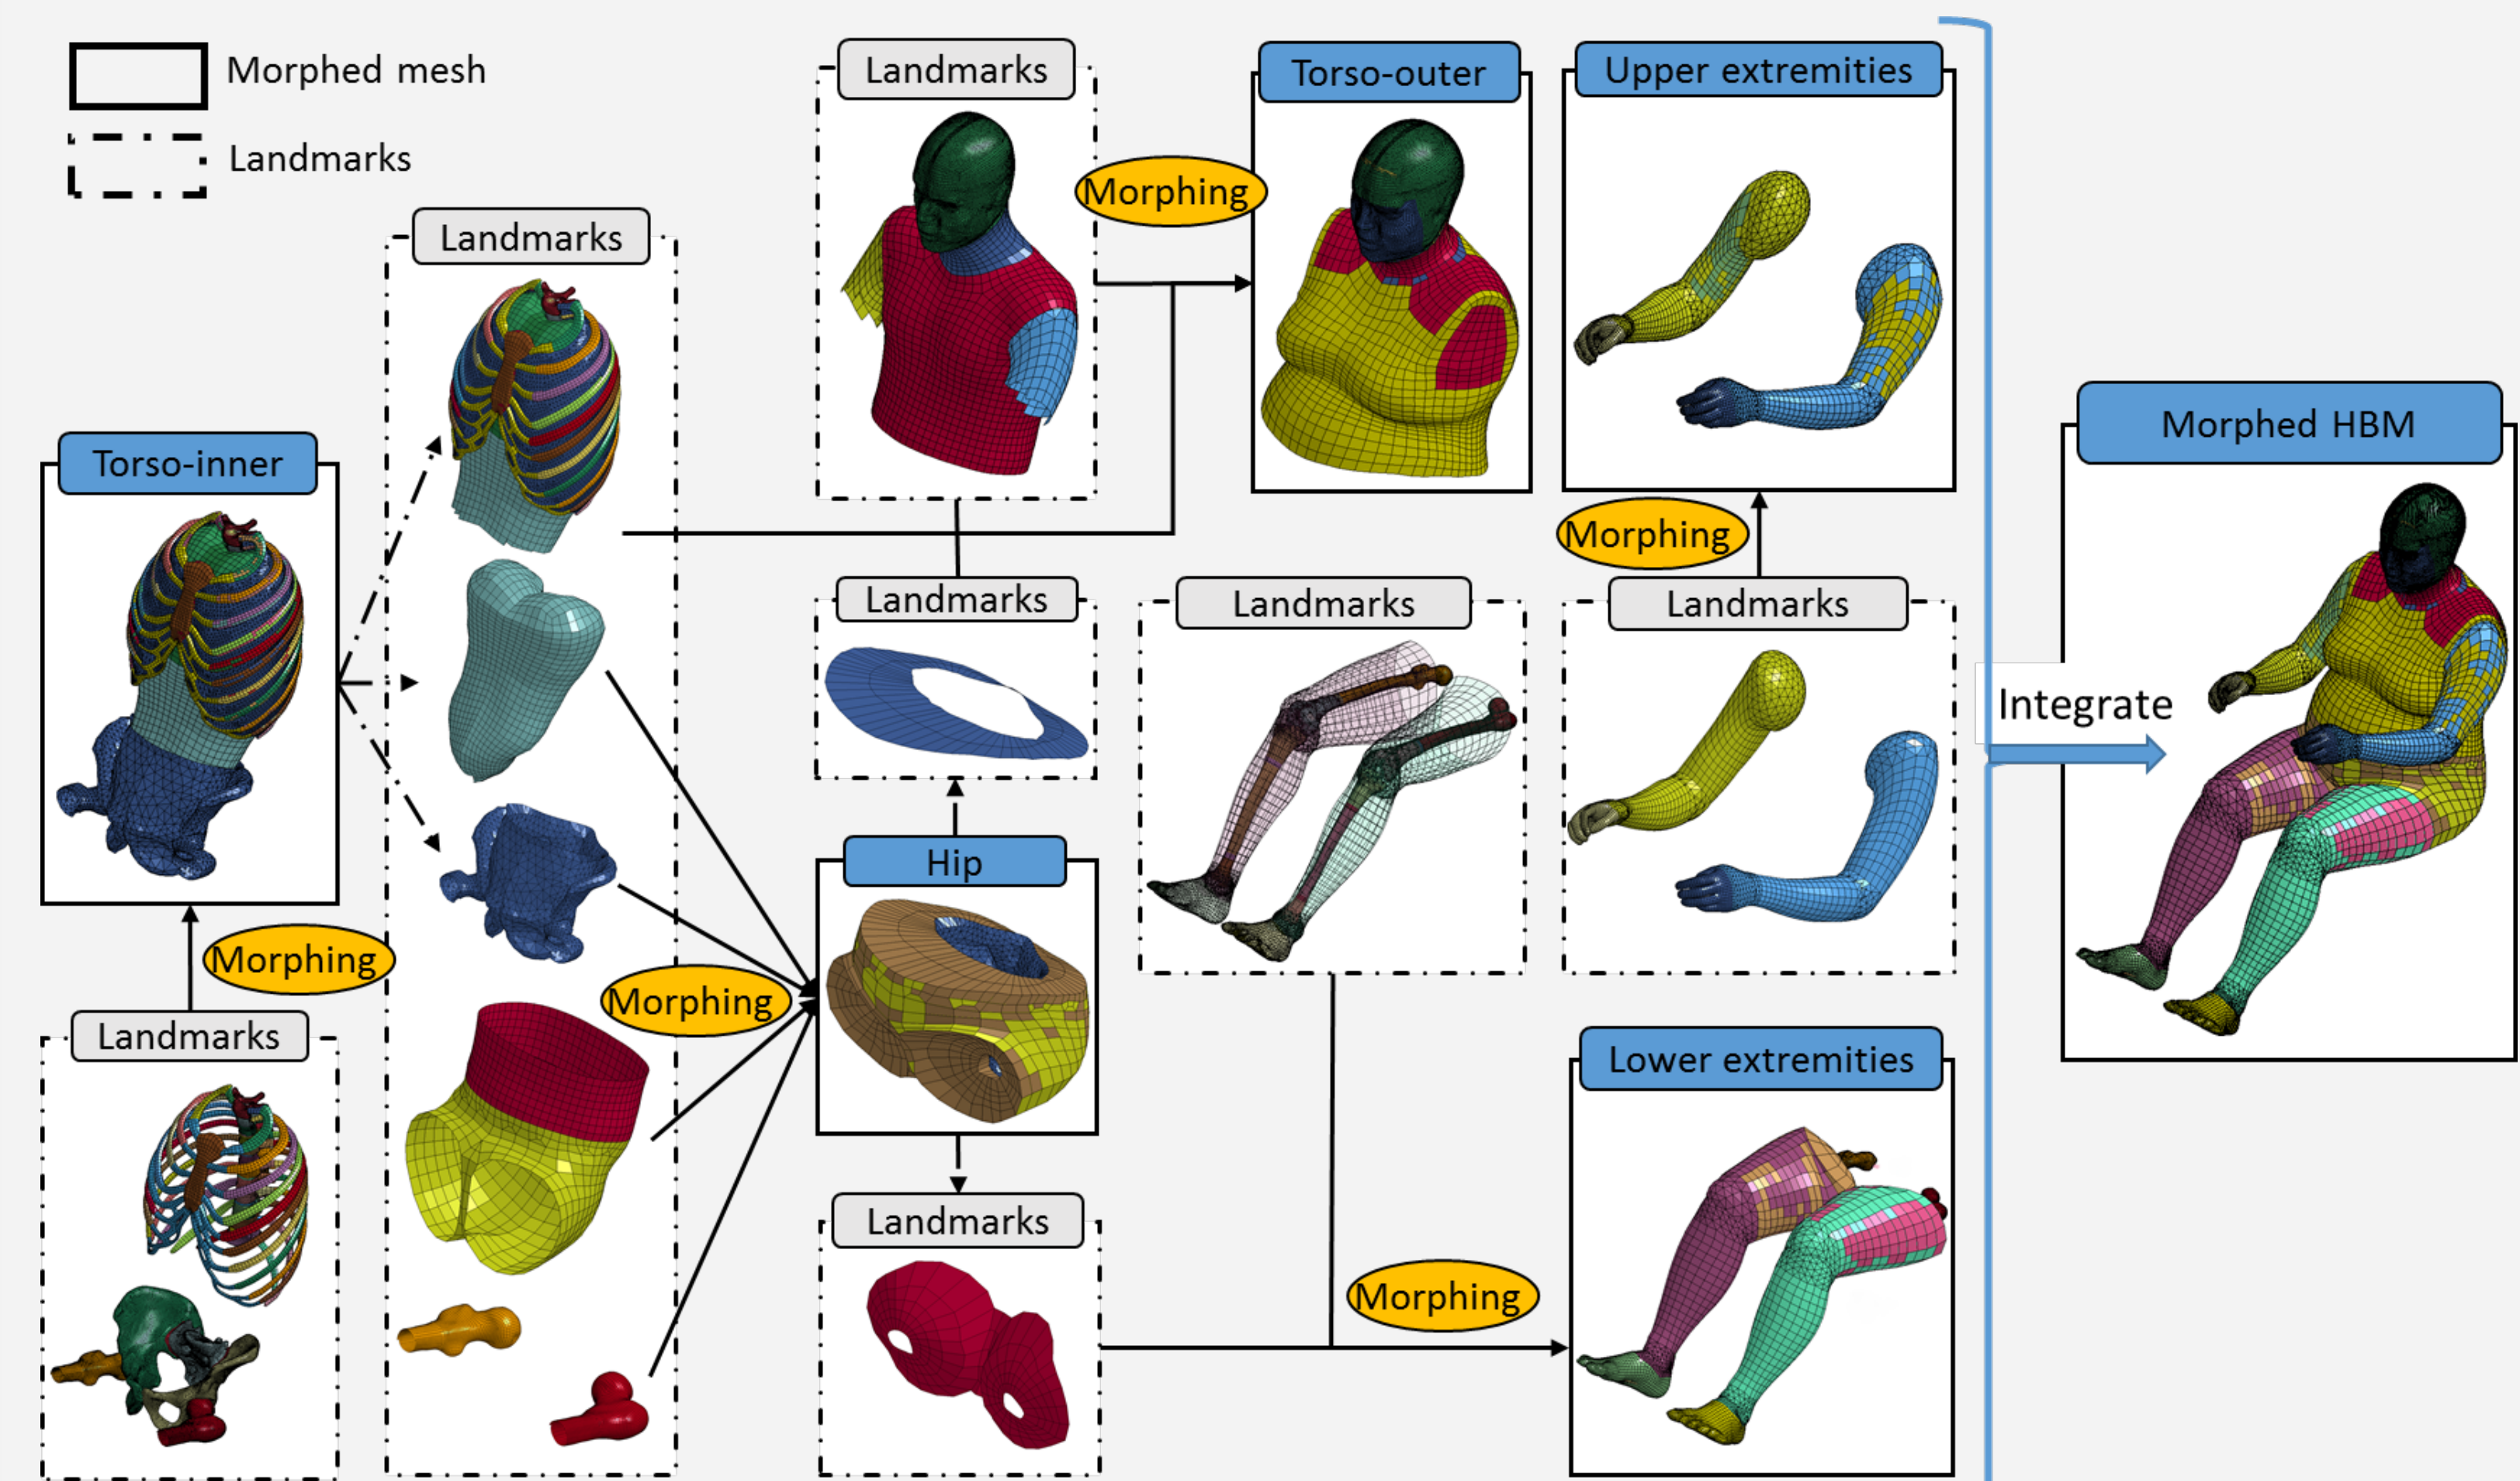 Morphed mesh
Landmarks
Landmarks
Torso-inner
Morphing
Landmarks
Landmarks
Morphing
Torso-outer
Upper extremities
Morphing
Landmarks
Landmarks
Landmarks
Hip
Morphing
Landmarks
Morphing
Lower extremities
Integrate
Morphed HBM